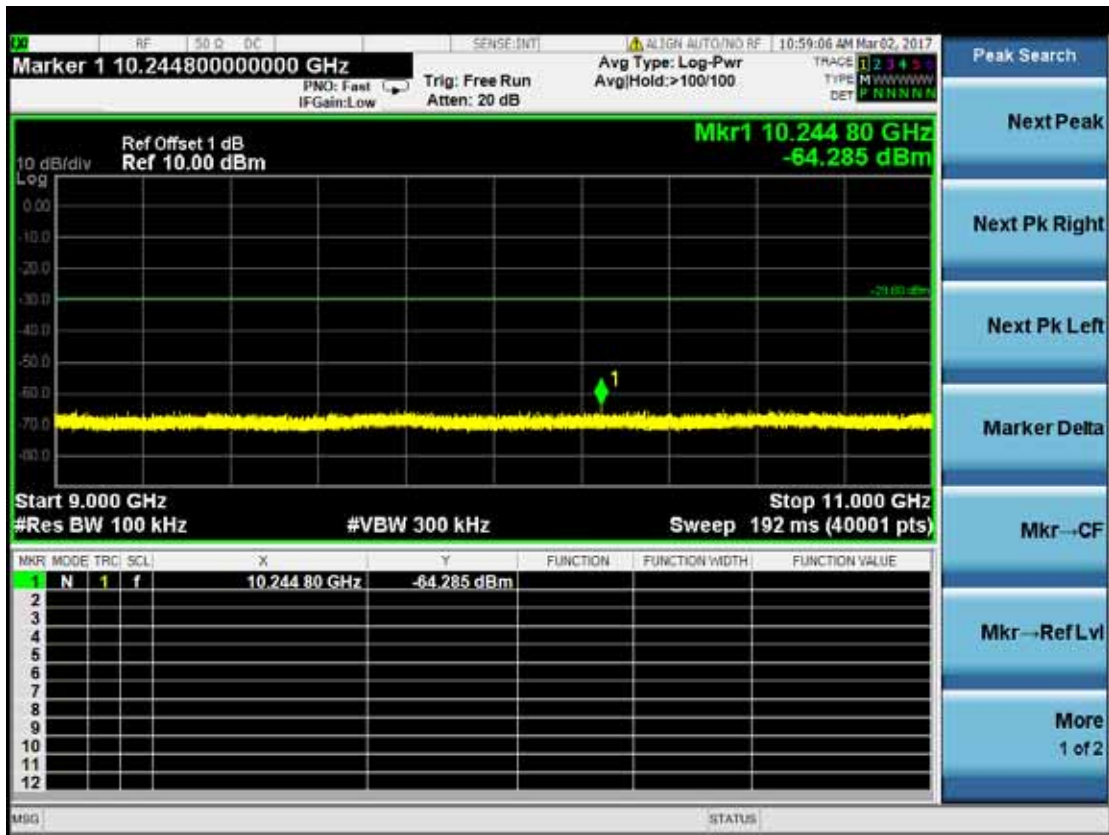 LXI RF 50 Ω DC SENSE:INT ALIGN AUTO/NO RF 10:59:06 AM Mar 02, 2017
Marker 1 10.244800000000 GHz
PNO: Fast
IFGain:Low
Trig: Free Run
Atten: 20 dB
Avg Type: Log-Pwr
Avg|Hold:>100/100
TRACE 1 2 3 4 5 6
TYPE M WWWWW
DET P N N N N N
Peak Search
Next Peak
Next Pk Right
Next Pk Left
Marker Delta
Mkr→CF
Mkr→Ref Lvl
More
1 of 2
Mkr1 10.244 80 GHz
-64.285 dBm
Ref Offset 1 dB
10 dB/div Ref 10.00 dBm
Log
0.00
-10.0
-20.0
-30.0
-40.0
-50.0
-60.0
-70.0
-80.0
1
Start 9.000 GHz Stop 11.000 GHz
#Res BW 100 kHz #VBW 300 kHz Sweep 192 ms (40001 pts)
MKR MODE TRC SCL X Y FUNCTION FUNCTION WIDTH FUNCTION VALUE
1 N 1 f 10.244 80 GHz -64.285 dBm
2
3
4
5
6
7
8
9
10
11
12
MSG STATUS